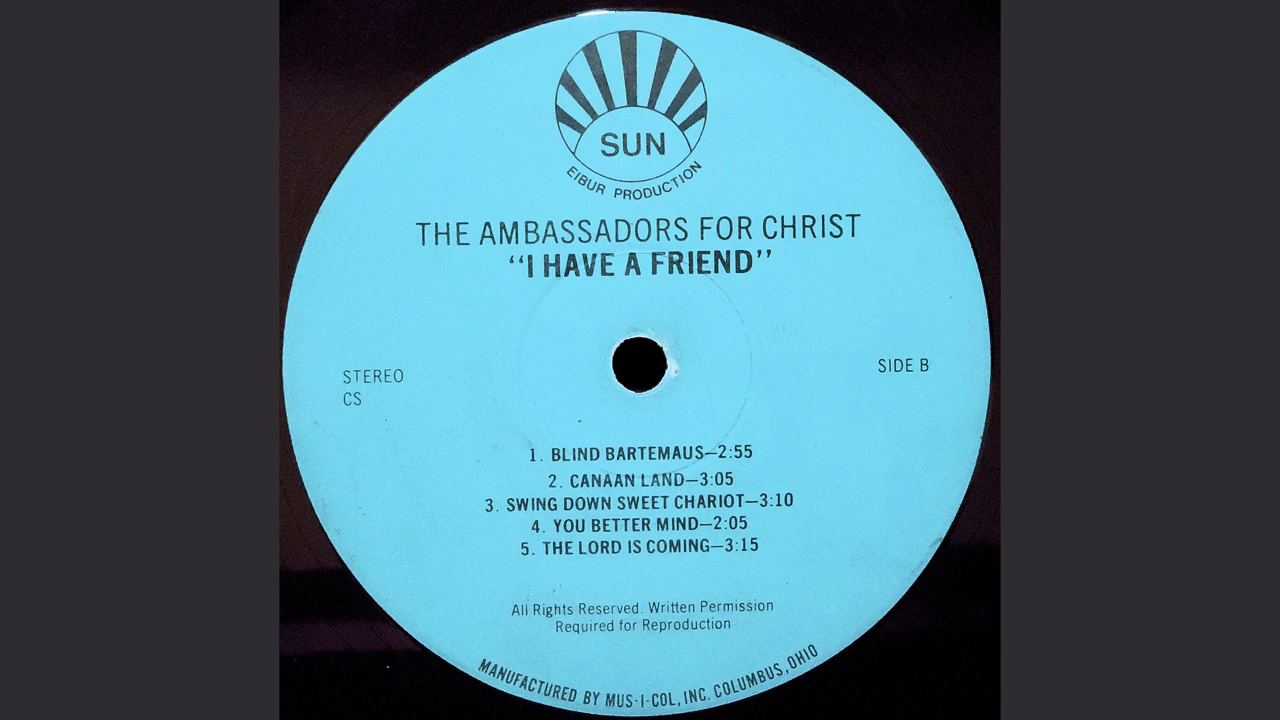 SUN
EIBUR PRODUCTION
THE AMBASSADORS FOR CHRIST
“I HAVE A FRIEND”
STEREO
CS
SIDE B
1. BLIND BARTEMAUS—2:55
2. CANAAN LAND—3:05
3. SWING DOWN SWEET CHARIOT—3:10
4. YOU BETTER MIND—2:05
5. THE LORD IS COMING—3:15
All Rights Reserved. Written Permission
Required for Reproduction
MANUFACTURED BY MUS-I-COL, INC. COLUMBUS, OHIO